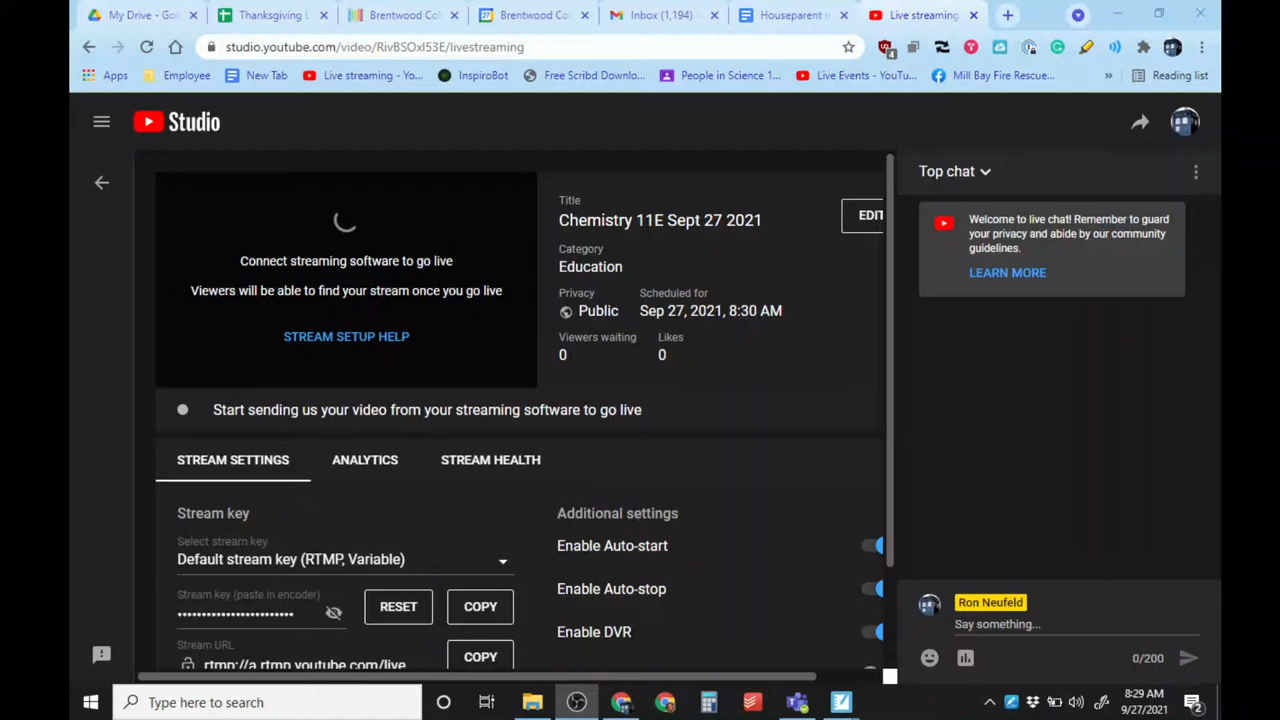 My Drive - Goo
Thanksgiving L
Brentwood Col
Brentwood Col
Inbox (1,194) -
Houseparent r
Live streaming
studio.youtube.com/video/RivBSOxI53E/livestreaming
4
Apps
Employee
New Tab
Live streaming - Yo...
InspiroBot
Free Scribd Downlo...
People in Science 1...
Live Events - YouTu...
Mill Bay Fire Rescue...
»
Reading list
Studio
Connect streaming software to go live
Viewers will be able to find your stream once you go live
STREAM SETUP HELP
Title
Chemistry 11E Sept 27 2021
EDIT
Category
Education
Privacy
Scheduled for
Public
Sep 27, 2021, 8:30 AM
Viewers waiting
Likes
0
0
Start sending us your video from your streaming software to go live
STREAM SETTINGS
ANALYTICS
STREAM HEALTH
Stream key
Select stream key
Default stream key (RTMP, Variable)
Stream key (paste in encoder)
••••••••••••••••••••••••
RESET
COPY
Stream URL
rtmp://a.rtmp.youtube.com/live
COPY
Additional settings
Enable Auto-start
Enable Auto-stop
Enable DVR
Top chat
Welcome to live chat! Remember to guard
your privacy and abide by our community
guidelines.
LEARN MORE
Ron Neufeld
Say something...
0/200
Type here to search
8:29 AM
9/27/2021
2